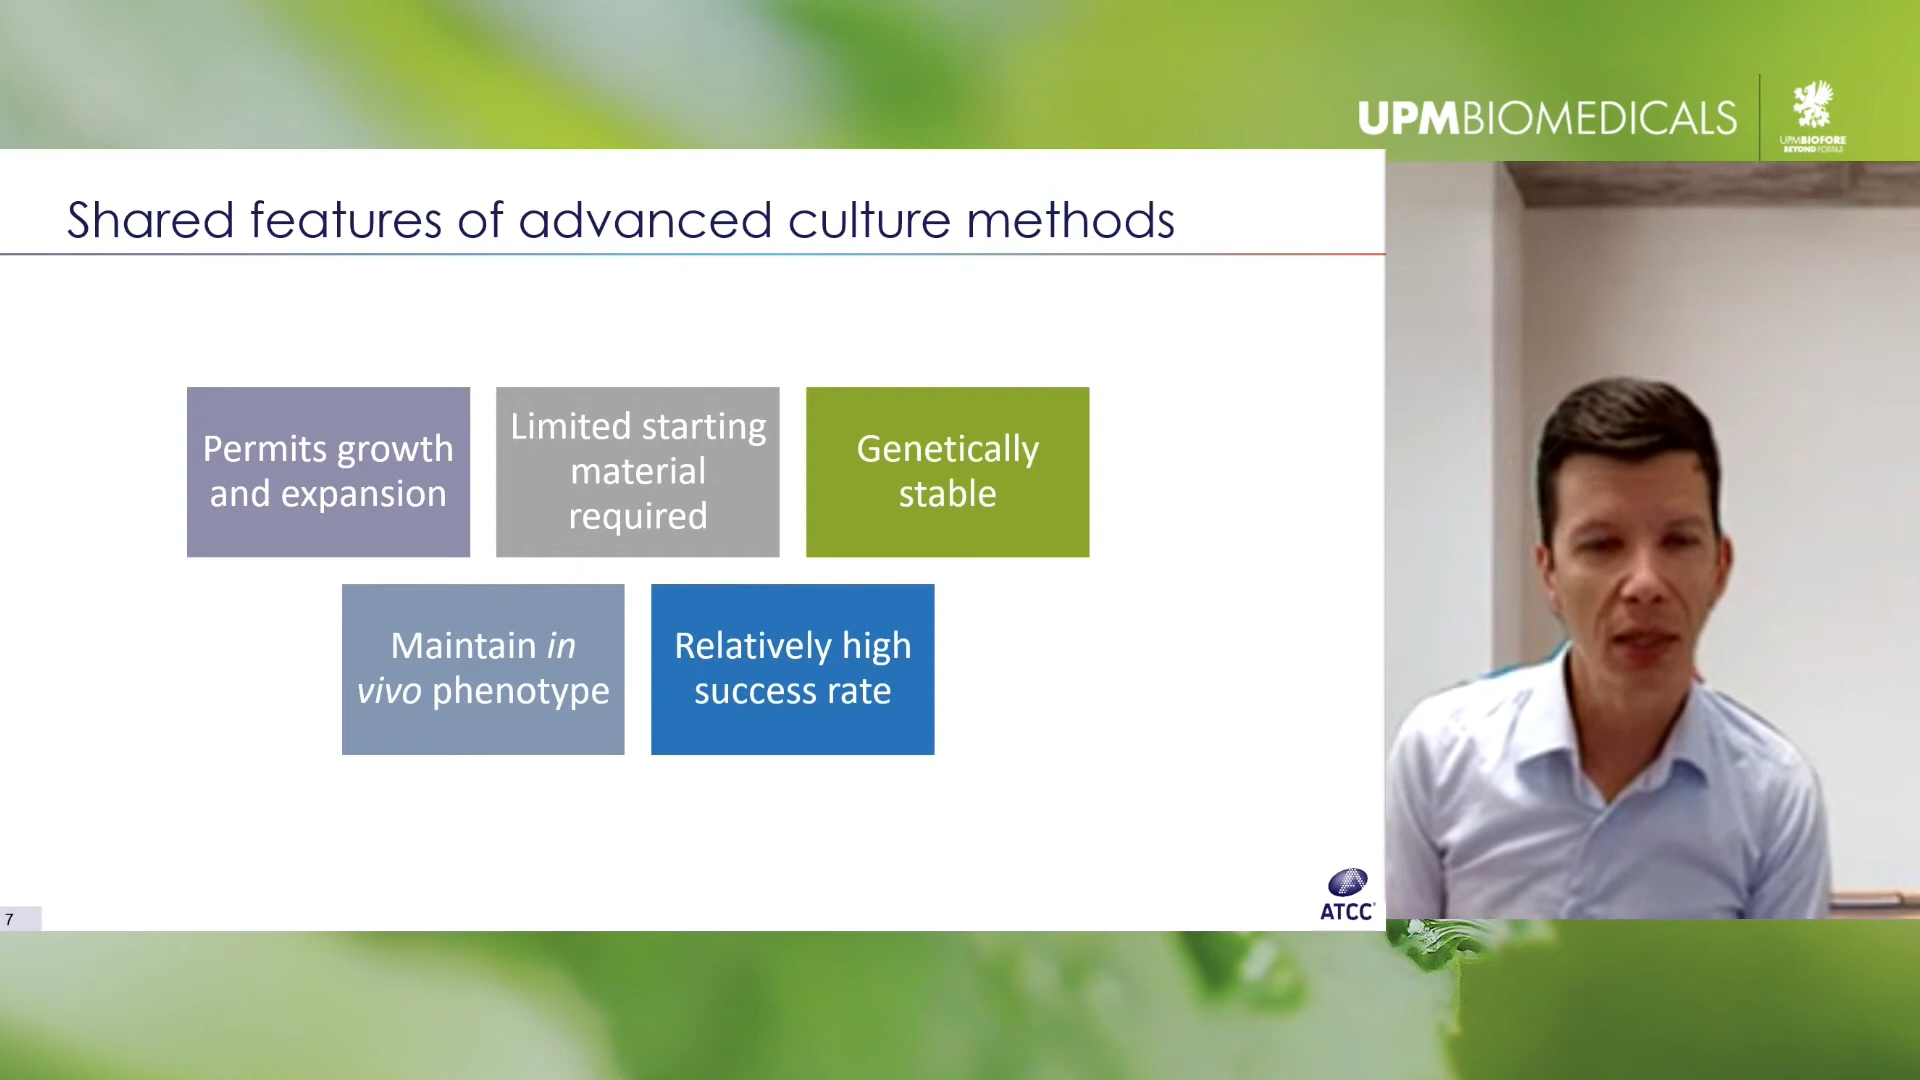 UPMBIOMEDICALS
UPMBIOFORE
BEYOND FOSSILS
Shared features of advanced culture methods
Permits growth
and expansion
Limited starting
material
required
Genetically
stable
Maintain in
vivo phenotype
Relatively high
success rate
7
ATCC®